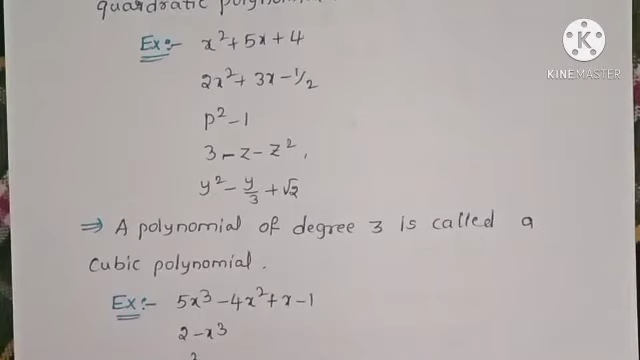 quardratic polynomial
Ex:- x² + 5x + 4
KINEMASTER
2x² + 3x - 1/2
p² - 1
3 - z - z².
y² - y/3 + √2
⇒ A polynomial of degree 3 is called a
cubic polynomial.
Ex:- 5x³ - 4x² + x - 1
2 - x³